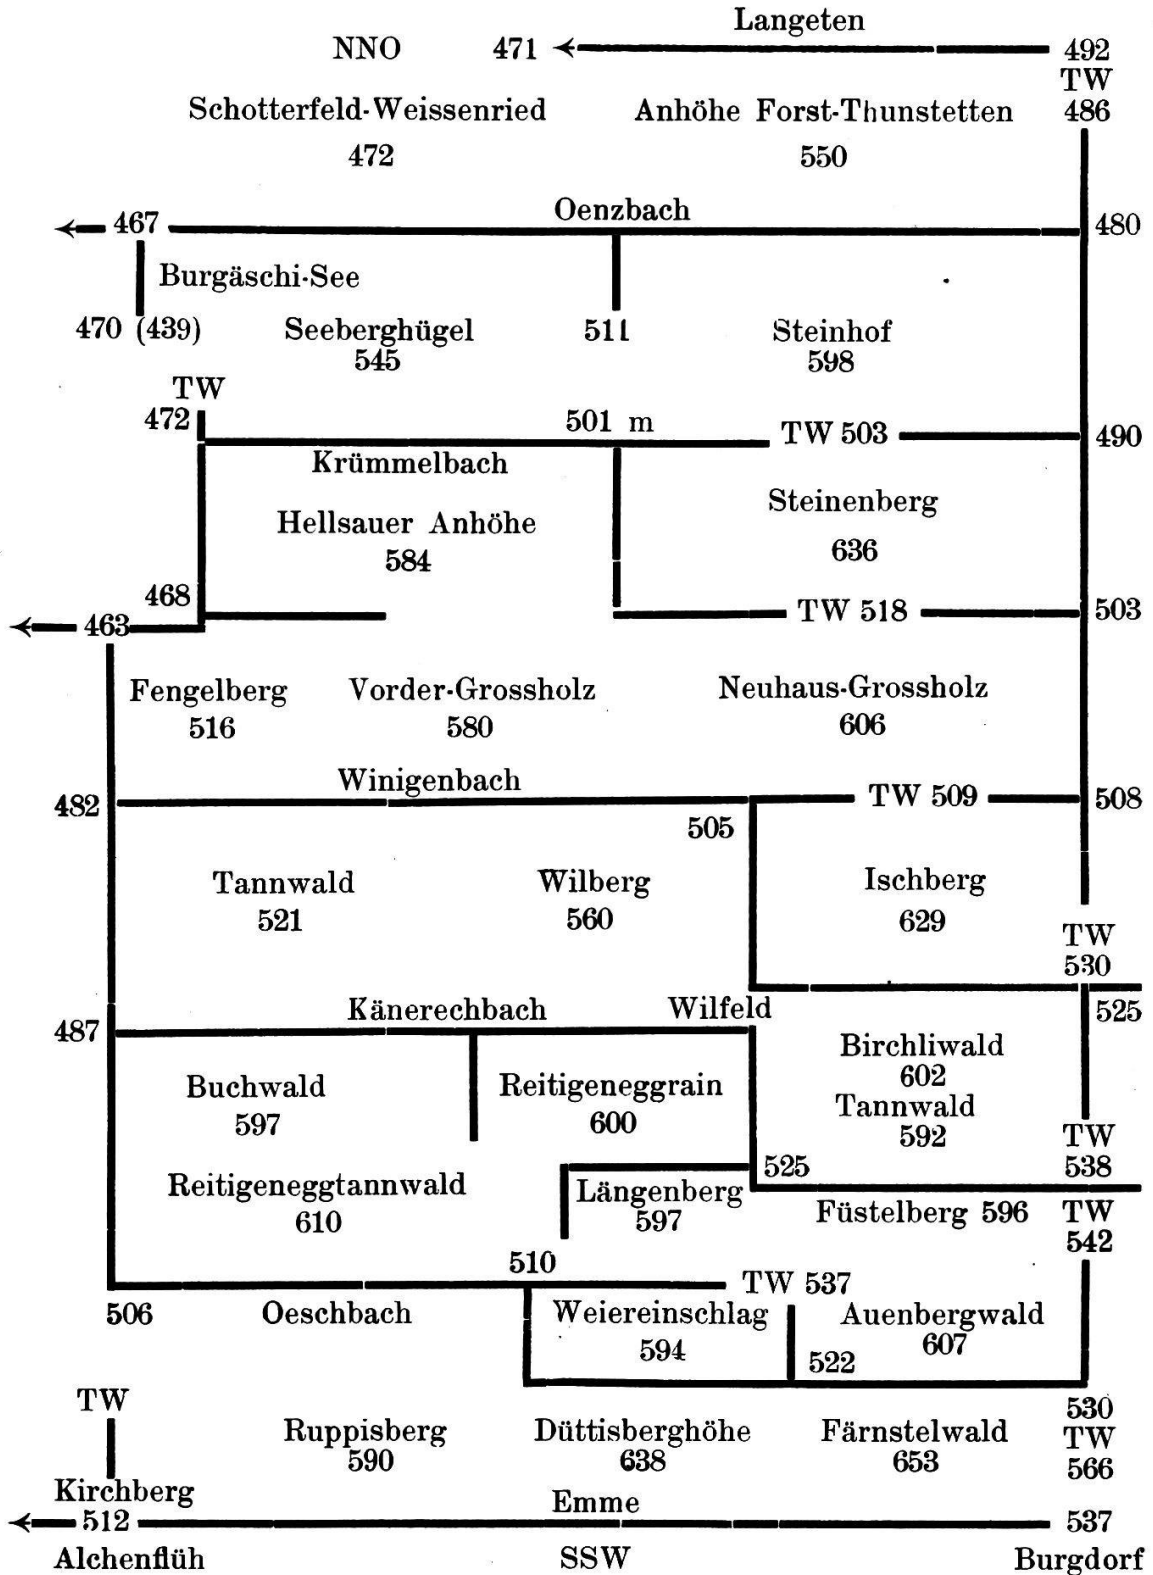 Langeten
NNO 471 492
TW
Schotterfeld-Weissenried Anhöhe Forst-Thunstetten 486
472 550
Oenzbach
467 480
Burgäschi-See
470 (439) Seeberghügel 511 Steinhof
545 598
TW
472 501 m TW 503 490
Krümmelbach
Steinenberg
Hellsauer Anhöhe
584 636
468 TW 518 503
463
Fengelberg Vorder-Grossholz Neuhaus-Grossholz
516 580 606
Winigenbach
482 TW 509 508
505
Tannwald Wilberg Ischberg
521 560 629
TW
530
Känerechbach Wilfeld 525
487
Birchliwald
602
Buchwald Reitigeneggrain Tannwald
597 600 592 TW
525 538
Reitigeneggtannwald Längenberg
610 597 Füstelberg 596 TW
542
510 TW 537
506 Oeschbach Weiereinschlag Auenbergwald
594 522 607
TW 530
Ruppisberg Düttisberghöhe Färnstelwald TW
590 638 653 566
Kirchberg Emme
512 537
Alchenflüh SSW Burgdorf